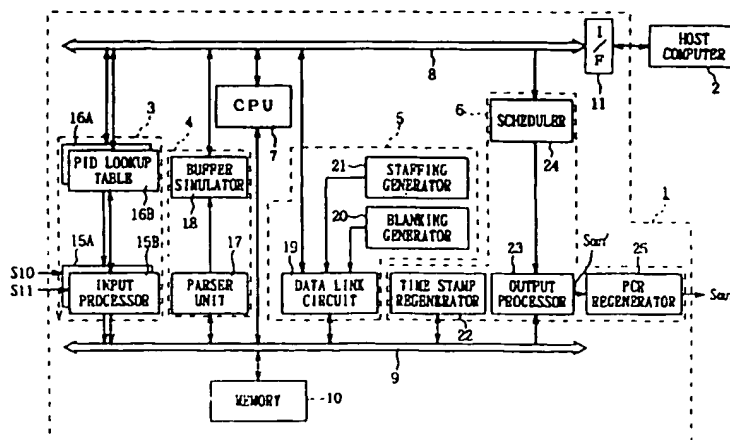 I
/
F
HOST
COMPUTER
8
11
2
16A
3
4
CPU
7
5
6
SCHEDULER
24
PID LOOKUP
TABLE
16B
BUFFER
SIMULATOR
18
21
STAFFING
GENERATOR
20
BLANKING
GENERATOR
1
15A
15B
17
19
23
Sout'
25
S10
S11
INPUT
PROCESSOR
PARSER
UNIT
DATA LINK
CIRCUIT
TIME STAMP
REGENERATOR
22
OUTPUT
PROCESSOR
PCR
REGENERATOR
Sout
9
MEMORY
10